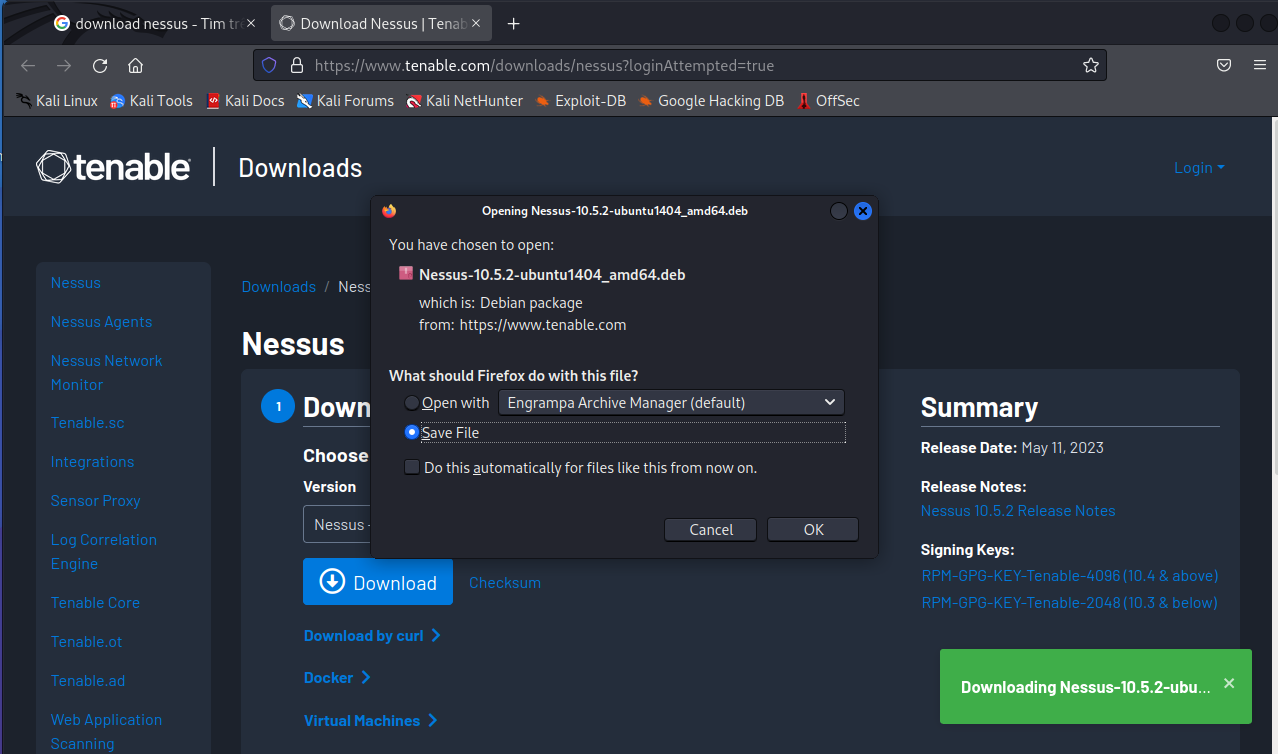 download nessus - Tim tr
Download Nessus | Tenab
https://www.tenable.com/downloads/nessus?loginAttempted=true
Kali Linux Kali Tools Kali Docs Kali Forums Kali NetHunter Exploit-DB Google Hacking DB OffSec
tenable Downloads Login
Opening Nessus-10.5.2-ubuntu1404_amd64.deb
You have chosen to open:
Nessus-10.5.2-ubuntu1404_amd64.deb
which is: Debian package
from: https://www.tenable.com
What should Firefox do with this file?
Open with Engrampa Archive Manager (default)
Save File
Do this automatically for files like this from now on.
Cancel OK
Nessus
Nessus Agents
Nessus Network
Monitor
Tenable.sc
Integrations
Sensor Proxy
Log Correlation
Engine
Tenable Core
Tenable.ot
Tenable.ad
Web Application
Scanning
Downloads / Ness
Nessus
1 Down
Choose
Version
Nessus -
Download Checksum
Download by curl
Docker
Virtual Machines
Summary
Release Date: May 11, 2023
Release Notes:
Nessus 10.5.2 Release Notes
Signing Keys:
RPM-GPG-KEY-Tenable-4096 (10.4 & above)
RPM-GPG-KEY-Tenable-2048 (10.3 & below)
Downloading Nessus-10.5.2-ubu...